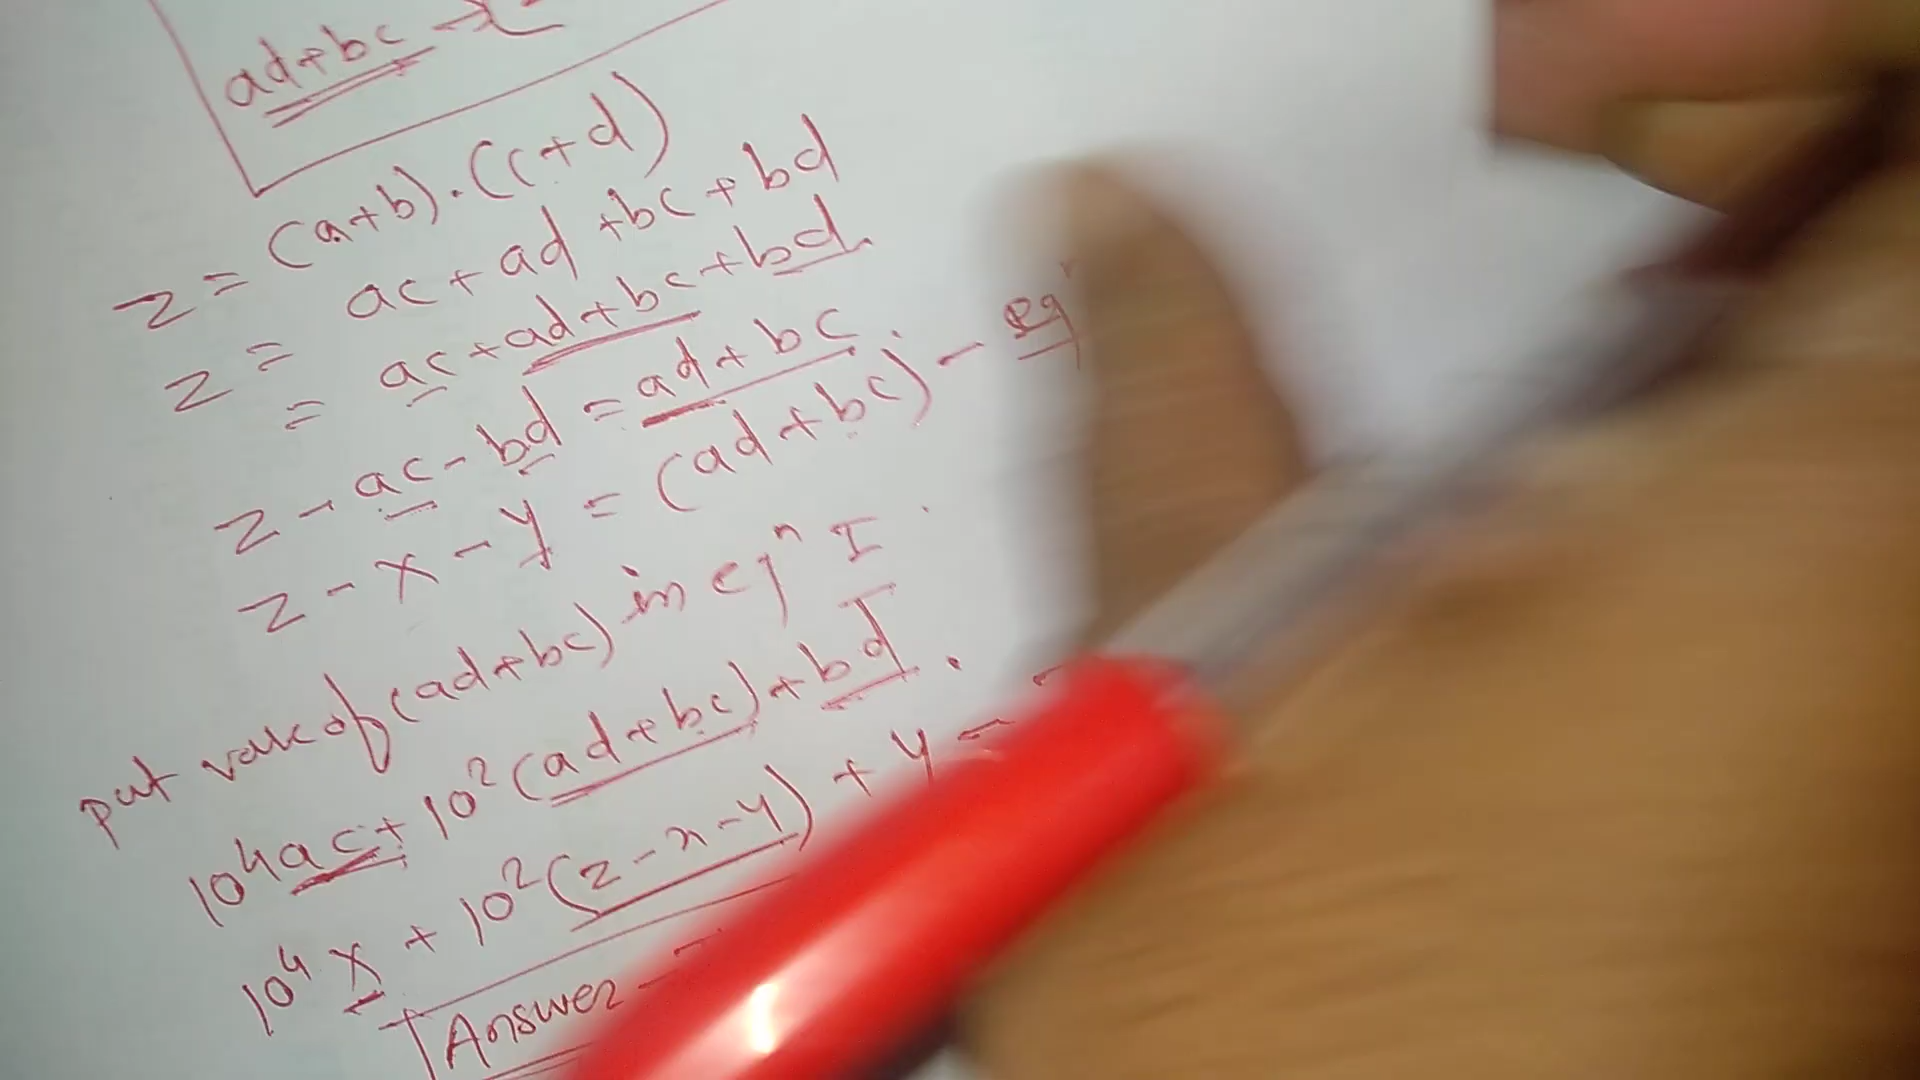 ad+bc
z = (a+b).(c+d)
z = ac + ad + bc + bd
= ac + ad + bc + bd.
z - ac - bd = ad + bc.
z - x - y = (ad + bc) - eqⁿ
put value of (ad+bc) in eqⁿ I
10⁴ac + 10²(ad+bc) + bd.
10⁴x + 10²(z-x-y) + y -
Answer